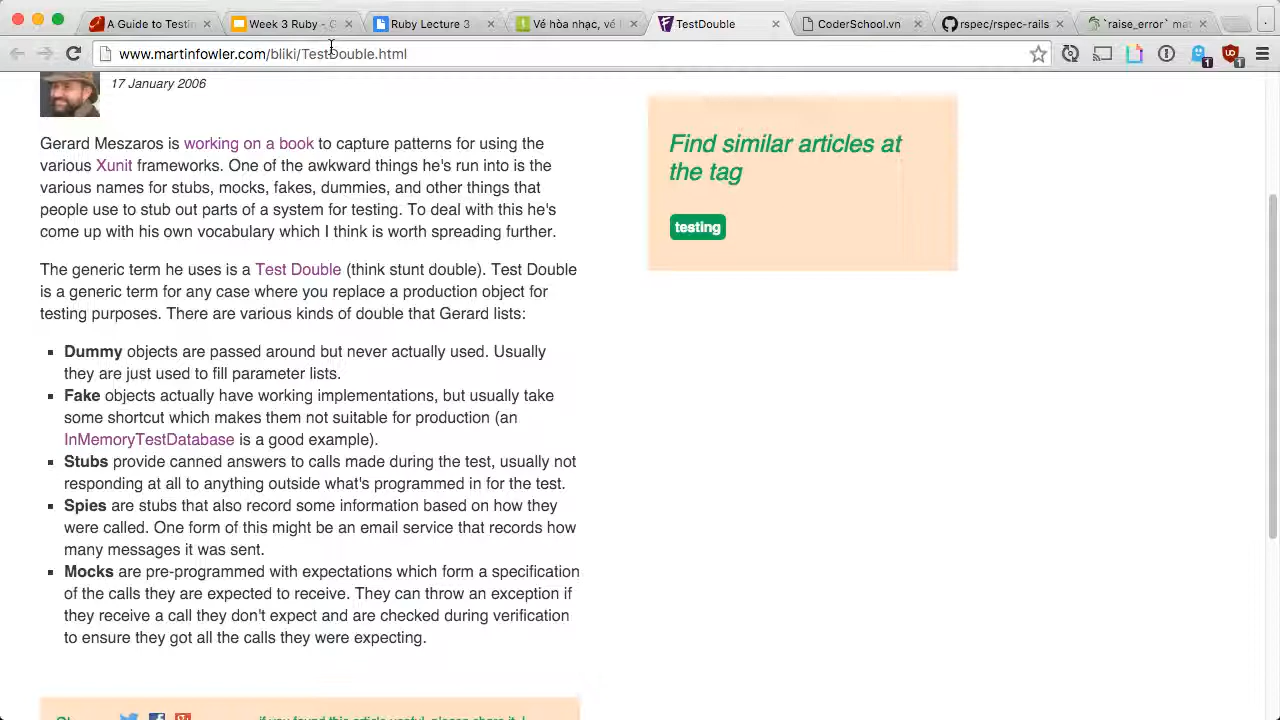 A Guide to Testin
Week 3 Ruby - G
Ruby Lecture 3
Vé hòa nhạc, vé l
TestDouble
CoderSchool.vn
rspec/rspec-rails
`raise_error` mat
www.martinfowler.com/bliki/TestDouble.html
1
1
17 January 2006
Gerard Meszaros is working on a book to capture patterns for using the
various Xunit frameworks. One of the awkward things he's run into is the
various names for stubs, mocks, fakes, dummies, and other things that
people use to stub out parts of a system for testing. To deal with this he's
come up with his own vocabulary which I think is worth spreading further.
The generic term he uses is a Test Double (think stunt double). Test Double
is a generic term for any case where you replace a production object for
testing purposes. There are various kinds of double that Gerard lists:
Dummy objects are passed around but never actually used. Usually
they are just used to fill parameter lists.
Fake objects actually have working implementations, but usually take
some shortcut which makes them not suitable for production (an
InMemoryTestDatabase is a good example).
Stubs provide canned answers to calls made during the test, usually not
responding at all to anything outside what's programmed in for the test.
Spies are stubs that also record some information based on how they
were called. One form of this might be an email service that records how
many messages it was sent.
Mocks are pre-programmed with expectations which form a specification
of the calls they are expected to receive. They can throw an exception if
they receive a call they don't expect and are checked during verification
to ensure they got all the calls they were expecting.
Find similar articles at
the tag
testing
if you found this article useful, please share it. I